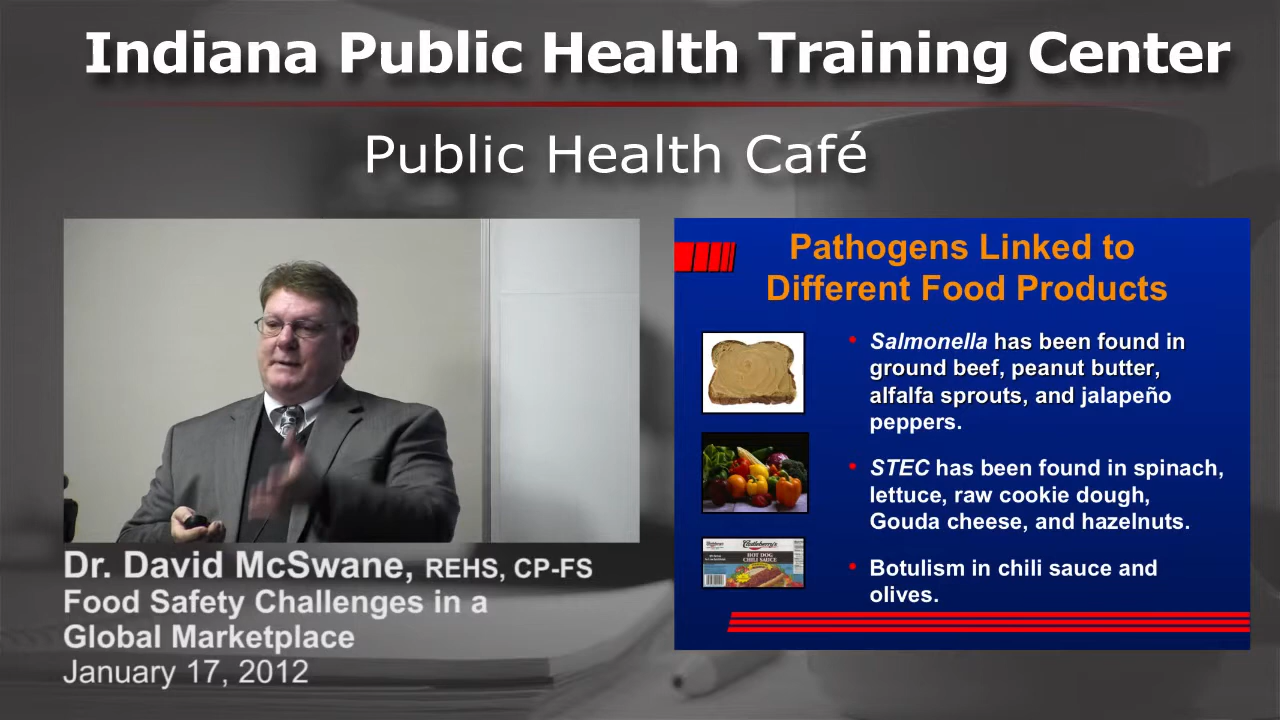 Indiana Public Health Training Center
Public Health Café
Pathogens Linked to
Different Food Products
• Salmonella has been found in
ground beef, peanut butter,
alfalfa sprouts, and jalapeño
peppers.
• STEC has been found in spinach,
lettuce, raw cookie dough,
Gouda cheese, and hazelnuts.
• Botulism in chili sauce and
olives.
Castleberry's
HOT DOG
CHILI SAUCE
Dr. David McSwane, REHS, CP-FS
Food Safety Challenges in a
Global Marketplace
January 17, 2012